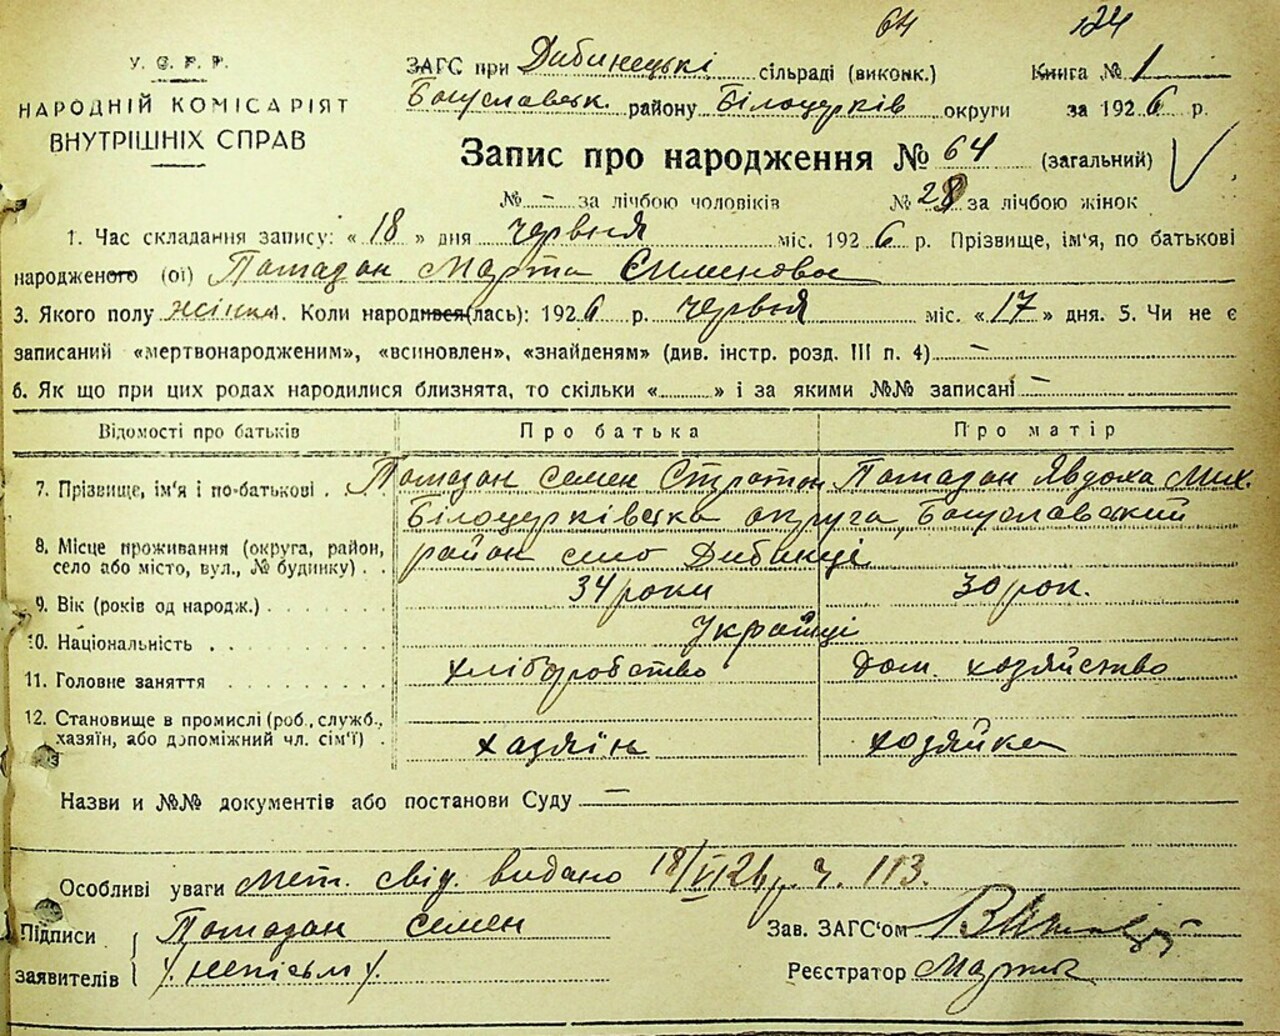 64 124
У. С. Р. Р.
НАРОДНІЙ КОМІСАРІЯТ
ВНУТРІШНІХ СПРАВ
ЗАГС при Дибинецькі сільраді (виконк.) Книга № 1
Богуславськ. району Білоцерків округи за 1926 р.
Запис про народження № 64 (загальний)
№ - за лічбою чоловіків № 28 за лічбою жінок
1. Час складання запису: « 18 » дня червня міс. 1926 р. Прізвище, ім'я, по батькові
народженого (ої) Памазан Марта Семенова
3. Якого полу жіночa. Коли народився(лась): 1926 р. червня міс. «17» дня. 5. Чи не є
записаний «мертвонародженим», «всиновлен», «знайденям» (див. інстр. розд. III п. 4) —
6. Як що при цих родах народилися близнята, то скільки «........» і за якими №№ записані —
Відомості про батьків Про батька Про матір
7. Прізвище, ім'я і по-батькові . Памазан Семен Стратон Памазан Явдоха Мих.
Білоцерківська округа, Богуславський
8. Місце проживання (округа, район,
село або місто, вул., № будинку) . . район село Дибинці
9. Вік (років од народж.) . . . . . . . 34 роки 30 рок.
10. Національність . . . . . . . . . Українці
11. Головне заняття . . . . . . . . хліборобство Дом. хозяйство
12. Становище в промислі (роб., служб.,
хазяїн, або допоміжний чл. сім'ї) . хазяїн хозяйка
Назви и №№ документів або постанови Суду —
Особливі уваги мет. свід. видано 18/VI 26 р. ч. 113.
Підписи Памазан Семен Зав. ЗАГС'ом
заявителів /. непісьм /. Реєстратор